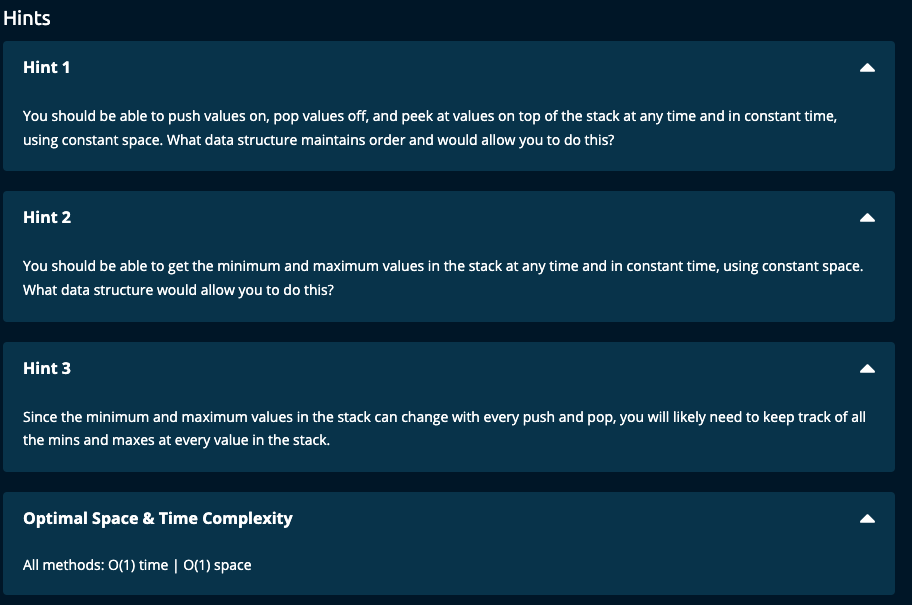 Hints
Hint 1
You should be able to push values on, pop values off, and peek at values on top of the stack at any time and in constant time,
using constant space. What data structure maintains order and would allow you to do this?
Hint 2
You should be able to get the minimum and maximum values in the stack at any time and in constant time, using constant space.
What data structure would allow you to do this?
Hint 3
Since the minimum and maximum values in the stack can change with every push and pop, you will likely need to keep track of all
the mins and maxes at every value in the stack.
Optimal Space & Time Complexity
All methods: O(1) time | O(1) space